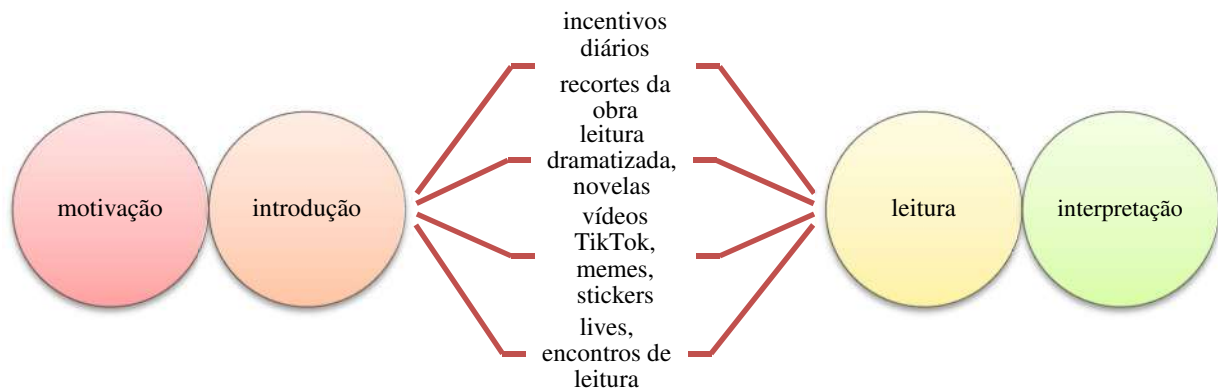 motivação
introdução
incentivos
diários
recortes da
obra
leitura
dramatizada,
novelas
vídeos
TikTok,
memes,
stickers
lives,
encontros de
leitura
leitura
interpretação